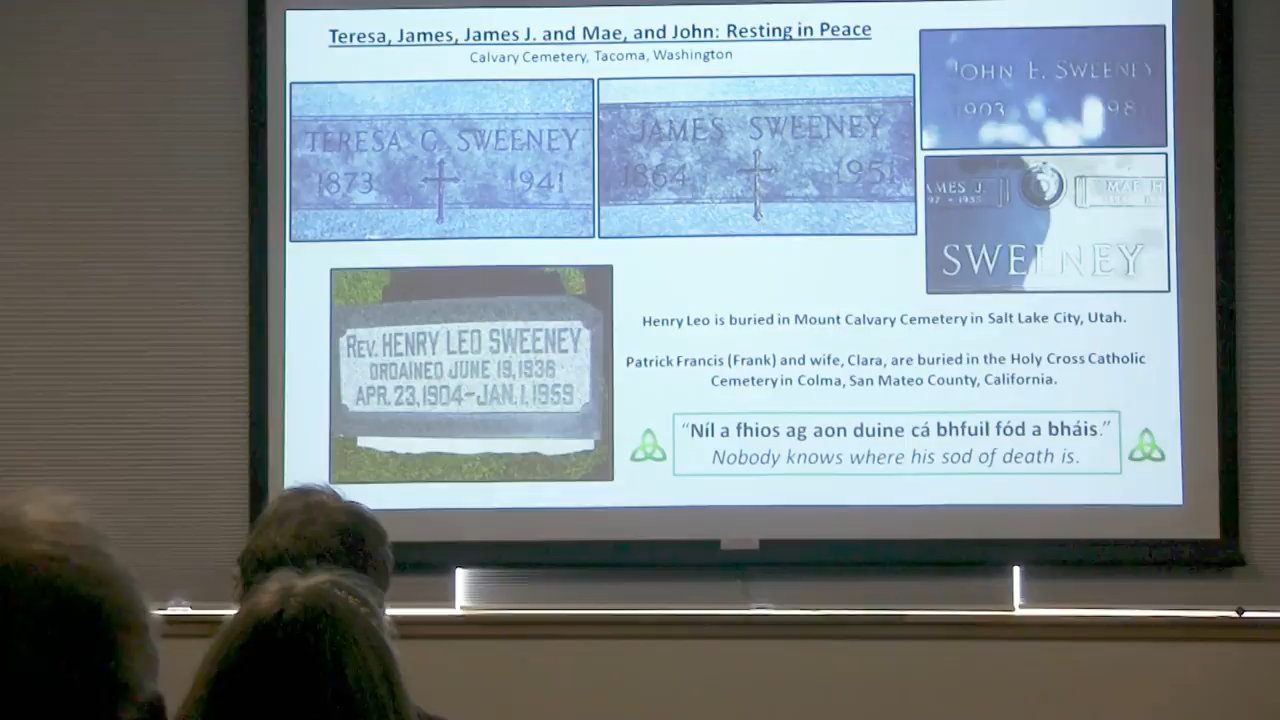 Teresa, James, James J. and Mae, and John: Resting in Peace
Calvary Cemetery, Tacoma, Washington
TERESA C. SWEENEY
1873 1941
JAMES SWEENEY
1864 1951
JOHN E. SWEENEY
1903 98
AMES J. MAE H
SWEENEY
REV. HENRY LEO SWEENEY
ORDAINED JUNE 19, 1936
APR. 23, 1904–JAN. 1, 1959
Henry Leo is buried in Mount Calvary Cemetery in Salt Lake City, Utah.
Patrick Francis (Frank) and wife, Clara, are buried in the Holy Cross Catholic
Cemetery in Colma, San Mateo County, California.
“Níl a fhios ag aon duine cá bhfuil fód a bháis.”
Nobody knows where his sod of death is.